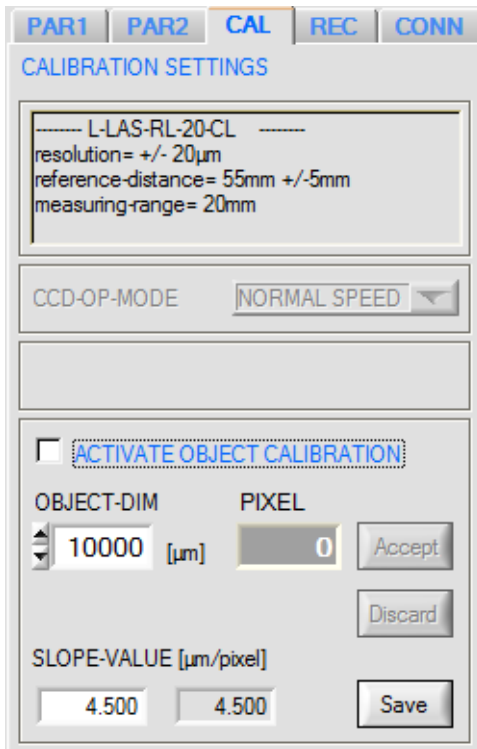 PAR1 PAR2 CAL REC CONN
CALIBRATION SETTINGS
-------- L-LAS-RL-20-CL --------
resolution= +/- 20µm
reference-distance= 55mm +/-5mm
measuring-range= 20mm
CCD-OP-MODE NORMAL SPEED
ACTIVATE OBJECT CALIBRATION
OBJECT-DIM PIXEL
10000 [µm] 0 Accept
Discard
SLOPE-VALUE [µm/pixel]
4.500 4.500 Save